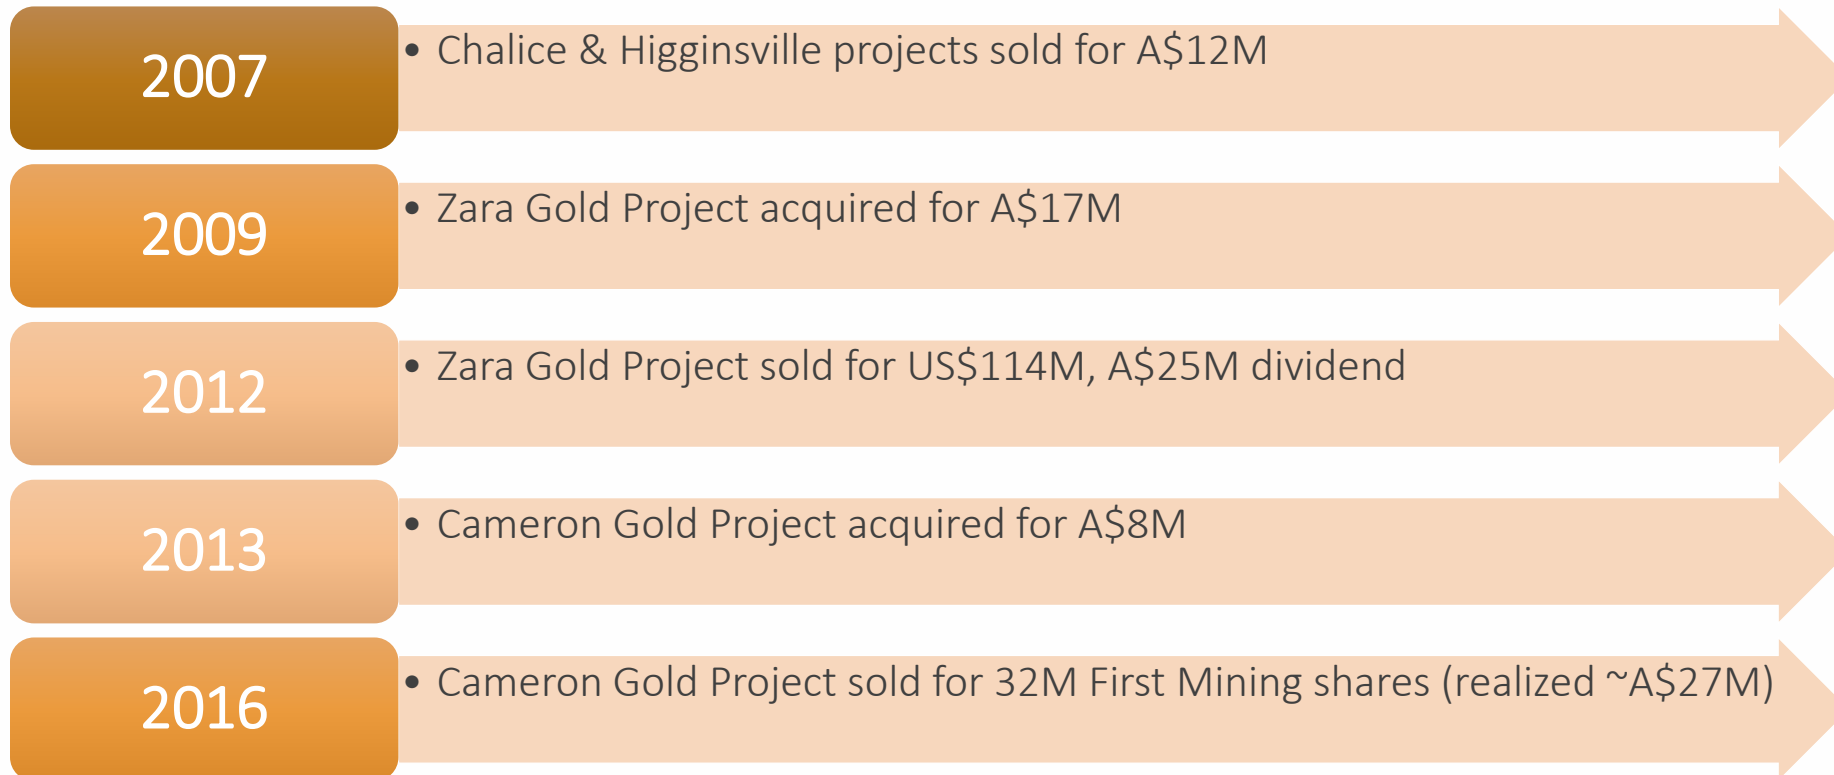 2007
• Chalice & Higginsville projects sold for A$12M
2009
• Zara Gold Project acquired for A$17M
2012
• Zara Gold Project sold for US$114M, A$25M dividend
2013
• Cameron Gold Project acquired for A$8M
2016
• Cameron Gold Project sold for 32M First Mining shares (realized ~A$27M)